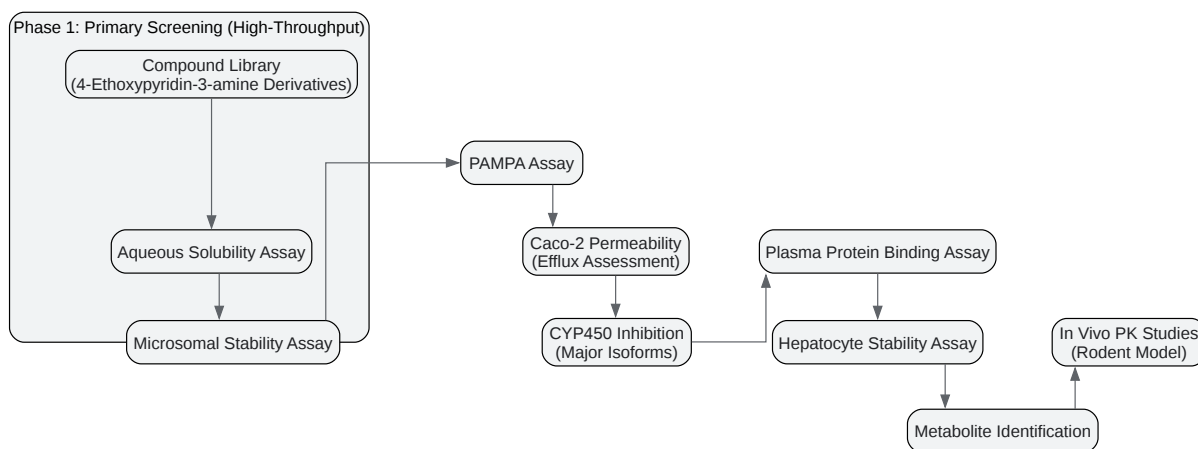 Phase 1: Primary Screening (High-Throughput)
Compound Library
(4-Ethoxypyridin-3-amine Derivatives)
Aqueous Solubility Assay
Microsomal Stability Assay
PAMPA Assay
Caco-2 Permeability
(Efflux Assessment)
CYP450 Inhibition
(Major Isoforms)
Plasma Protein Binding Assay
Hepatocyte Stability Assay
Metabolite Identification
In Vivo PK Studies
(Rodent Model)